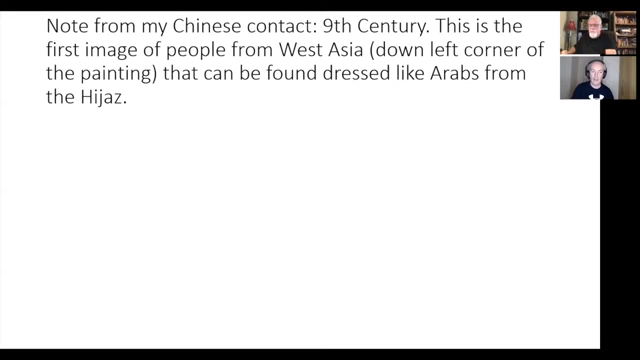 Note from my Chinese contact: 9th Century. This is the
first image of people from West Asia (down left corner of
the painting) that can be found dressed like Arabs from
the Hijaz.